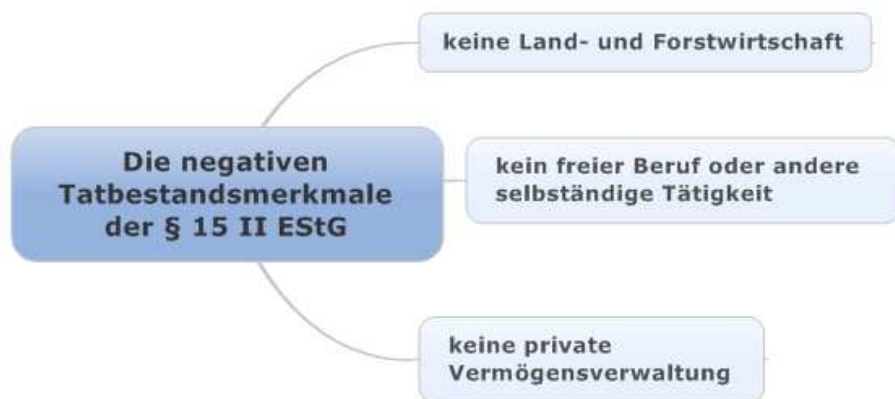 keine Land- und Forstwirtschaft
Die negativen
Tatbestandsmerkmale
der § 15 II EStG
kein freier Beruf oder andere
selbständige Tätigkeit
keine private
Vermögensverwaltung